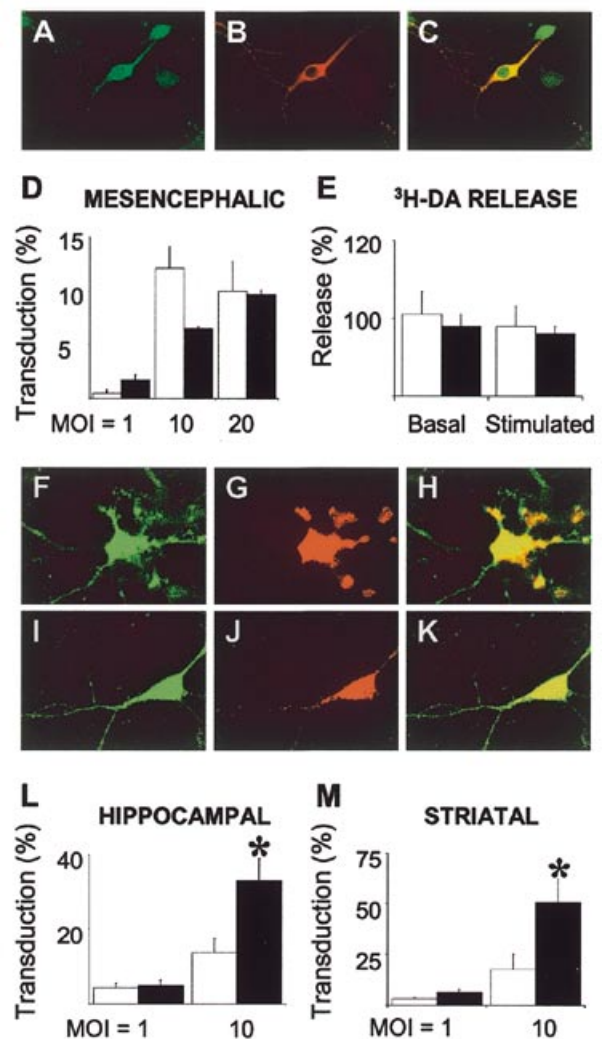 A B C
D MESENCEPHALIC
Transduction (%)
15
10
5
MOI = 1 10 20
E ³H-DA RELEASE
Release (%)
120
100
Basal Stimulated
F G H
I J K
L HIPPOCAMPAL
Transduction (%)
40
20
*
MOI = 1 10
M STRIATAL
Transduction (%)
75
50
25
*
MOI = 1 10